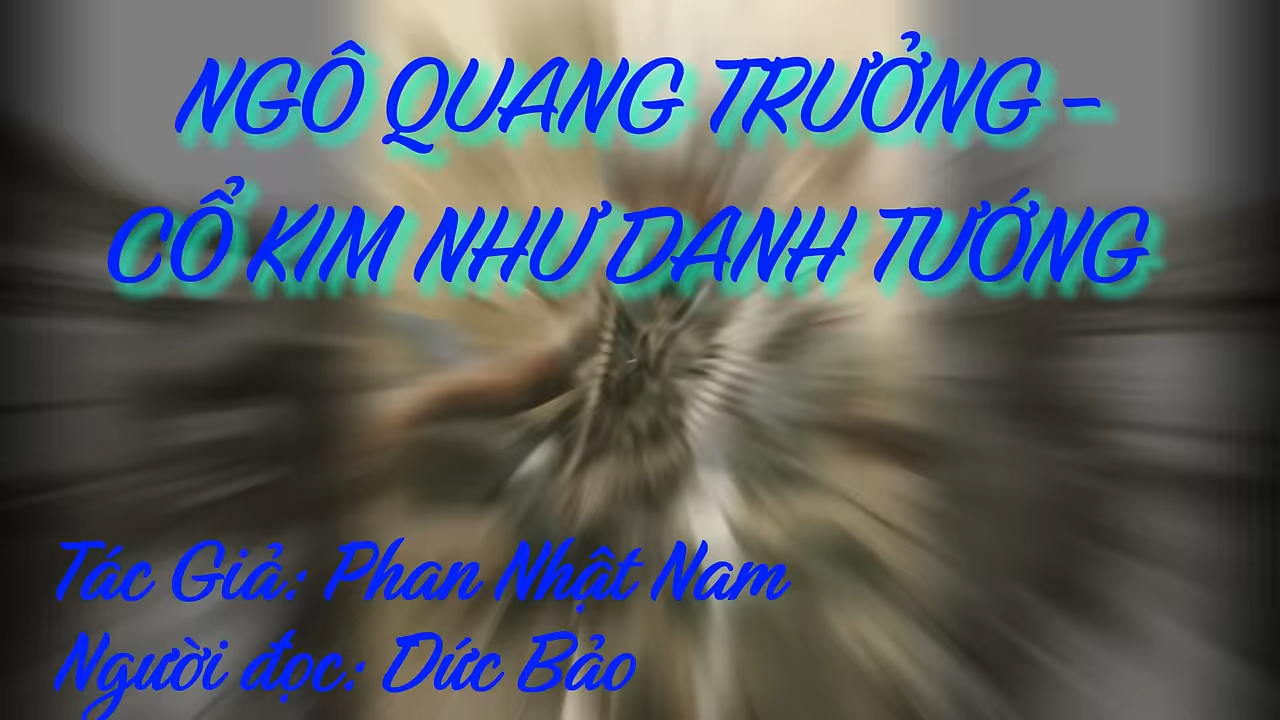 NGÔ QUANG TRƯỞNG -
CỔ KIM NHƯ DANH TƯỚNG
Tác Giả: Phan Nhật Nam
Người đọc: Dức Bảo